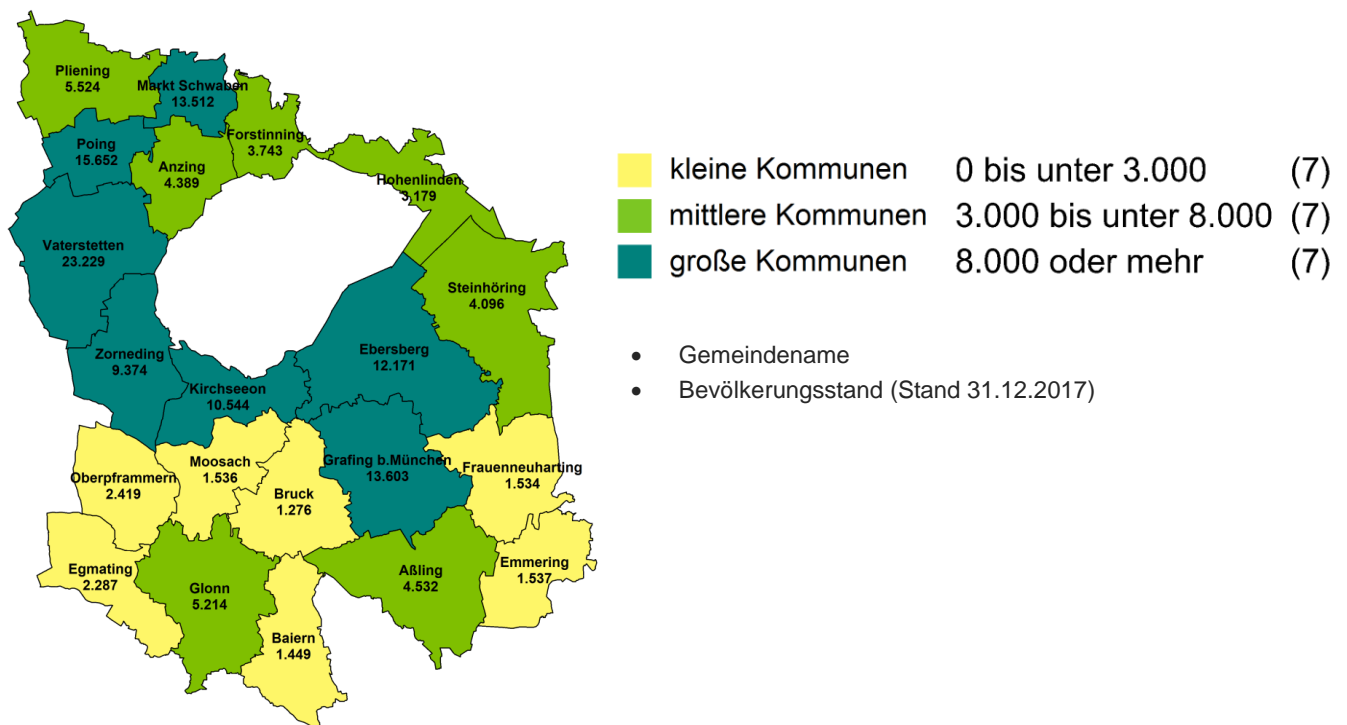 Pliening
5.524
Markt Schwaben
13.512
Forstinning
3.743
Poing
15.652
Anzing
4.389
Hohenlinden
3.179
Vaterstetten
23.229
Steinhöring
4.096
Zorneding
9.374
Ebersberg
12.171
Kirchseeon
10.544
Oberpframmern
2.419
Moosach
1.536
Grafing b.München
13.603
Frauenneuharting
1.534
Bruck
1.276
Egmating
2.287
Glonn
5.214
Aßling
4.532
Emmering
1.537
Baiern
1.449
kleine Kommunen 0 bis unter 3.000 (7)
mittlere Kommunen 3.000 bis unter 8.000 (7)
große Kommunen 8.000 oder mehr (7)
• Gemeindename
• Bevölkerungsstand (Stand 31.12.2017)